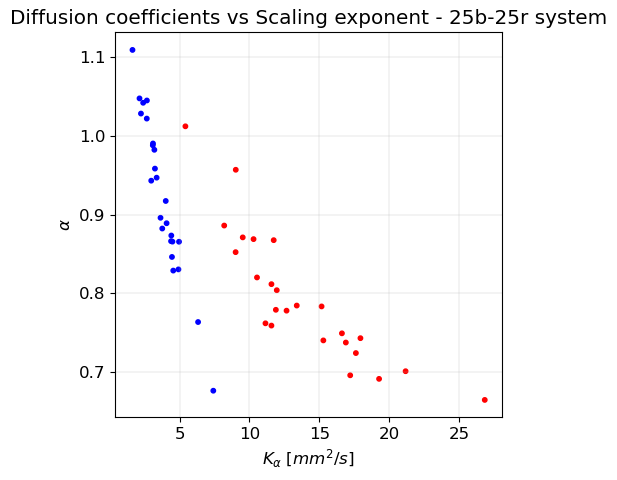 Diffusion coefficients vs Scaling exponent - 25b-25r system
1.1
1.0
0.9
0.8
0.7
α
5 10 15 20 25
K_α [mm²/s]